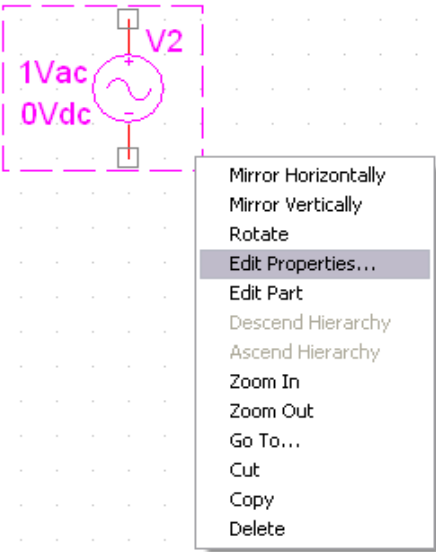 V2
1Vac
0Vdc
Mirror Horizontally
Mirror Vertically
Rotate
Edit Properties...
Edit Part
Descend Hierarchy
Ascend Hierarchy
Zoom In
Zoom Out
Go To...
Cut
Copy
Delete